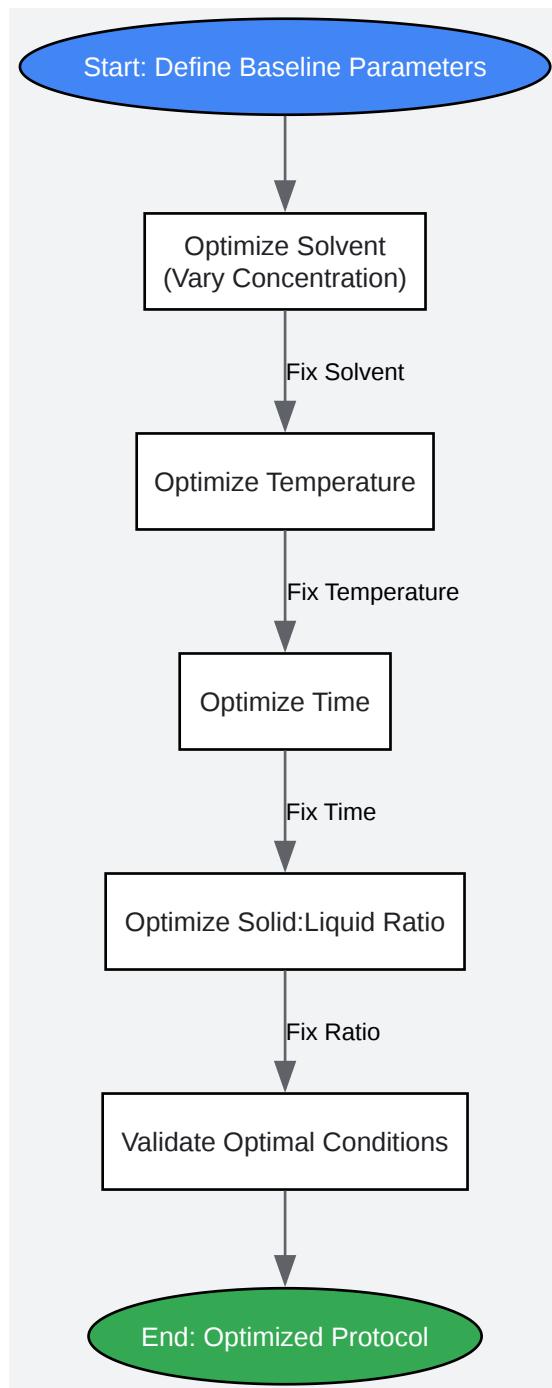 Start: Define Baseline Parameters
Optimize Solvent
(Vary Concentration)
Fix Solvent
Optimize Temperature
Fix Temperature
Optimize Time
Fix Time
Optimize Solid:Liquid Ratio
Fix Ratio
Validate Optimal Conditions
End: Optimized Protocol